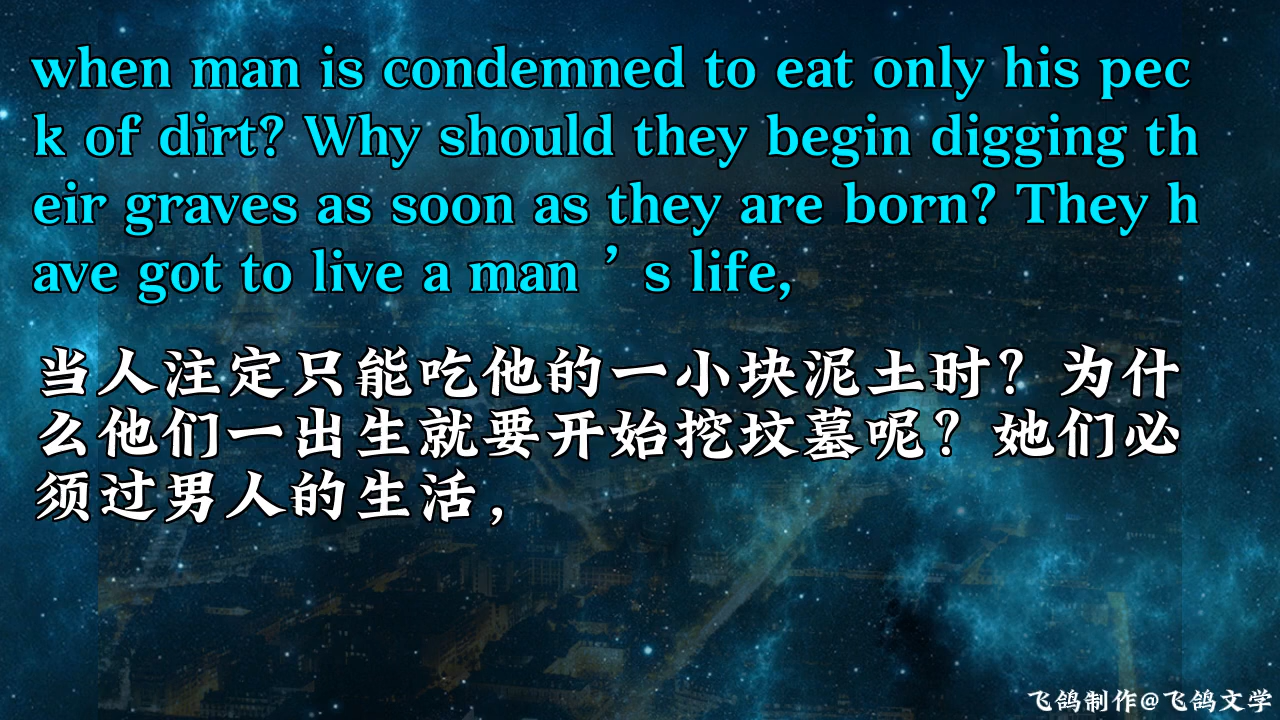 when man is condemned to eat only his pec
k of dirt? Why should they begin digging th
eir graves as soon as they are born? They h
ave got to live a man ’ s life,
当人注定只能吃他的一小块泥土时？为什
么他们一出生就要开始挖坟墓呢？她们必
须过男人的生活，
飞鸽制作@飞鸽文学